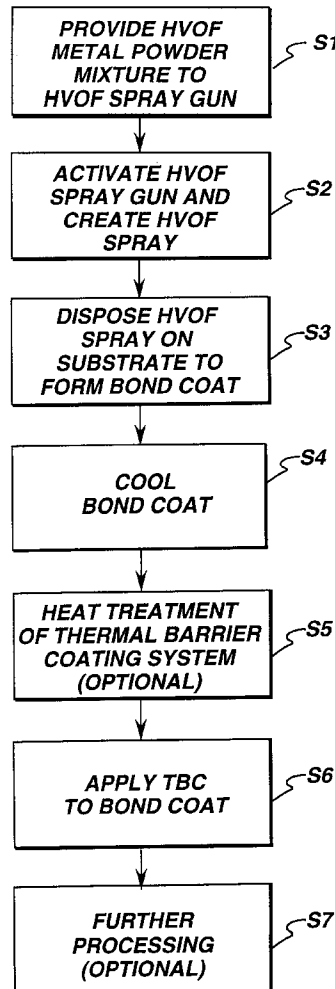 PROVIDE HVOF
METAL POWDER
MIXTURE TO
HVOF SPRAY GUN
S1
ACTIVATE HVOF
SPRAY GUN AND
CREATE HVOF
SPRAY
S2
DISPOSE HVOF
SPRAY ON
SUBSTRATE TO
FORM BOND COAT
S3
COOL
BOND COAT
S4
HEAT TREATMENT
OF THERMAL BARRIER
COATING SYSTEM
(OPTIONAL)
S5
APPLY TBC
TO BOND COAT
S6
FURTHER
PROCESSING
(OPTIONAL)
S7